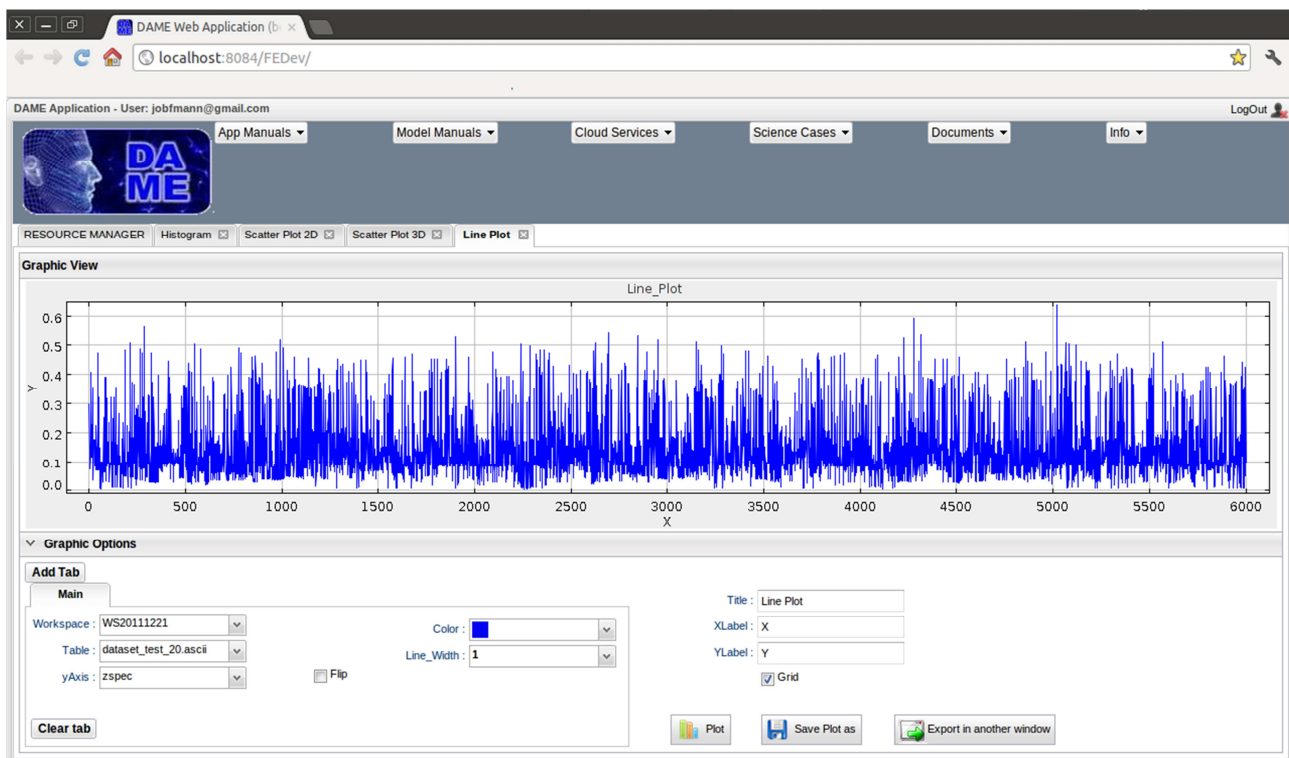 DAME Web Application (b
localhost:8084/FEDev/
DAME Application - User: jobfmann@gmail.com
LogOut
DA
ME
App Manuals
Model Manuals
Cloud Services
Science Cases
Documents
Info
RESOURCE MANAGER
Histogram
Scatter Plot 2D
Scatter Plot 3D
Line Plot
Graphic View
Line_Plot
0.6
0.5
0.4
0.3
0.2
0.1
0.0
Y
0 500 1000 1500 2000 2500 3000 3500 4000 4500 5000 5500 6000
X
Graphic Options
Add Tab
Main
Workspace : WS20111221
Table : dataset_test_20.ascii
yAxis : zspec
Flip
Color :
Line_Width : 1
Clear tab
Title : Line Plot
XLabel : X
YLabel : Y
Grid
Plot
Save Plot as
Export in another window